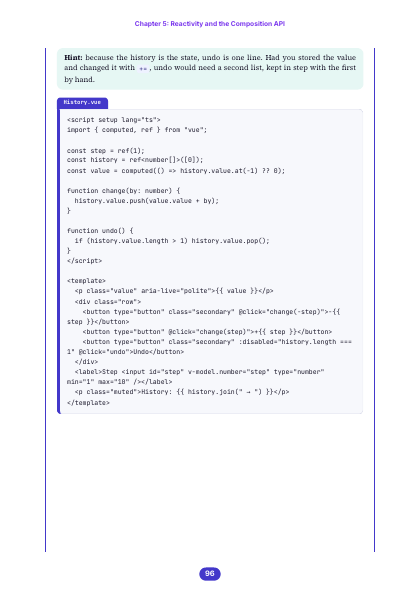 Chapter 5: Reactivity and the Composition API
Hint: because the history is the state, undo is one line. Had you stored the value
and changed it with +=, undo would need a second list, kept in step with the first
by hand.
History.vue
<script setup lang="ts">
import { computed, ref } from "vue";
const step = ref(1);
const history = ref<number[]>([0]);
const value = computed(() => history.value.at(-1) ?? 0);
function change(by: number) {
  history.value.push(value.value + by);
}
function undo() {
  if (history.value.length > 1) history.value.pop();
}
</script>
<template>
  <p class="value" aria-live="polite">{{ value }}</p>
  <div class="row">
    <button type="button" class="secondary" @click="change(-step)">-{{
step }}</button>
    <button type="button" @click="change(step)">+{{ step }}</button>
    <button type="button" class="secondary" :disabled="history.length ===
1" @click="undo">Undo</button>
  </div>
  <label>Step <input id="step" v-model.number="step" type="number"
min="1" max="10" /></label>
  <p class="muted">History: {{ history.join(" → ") }}</p>
</template>
96